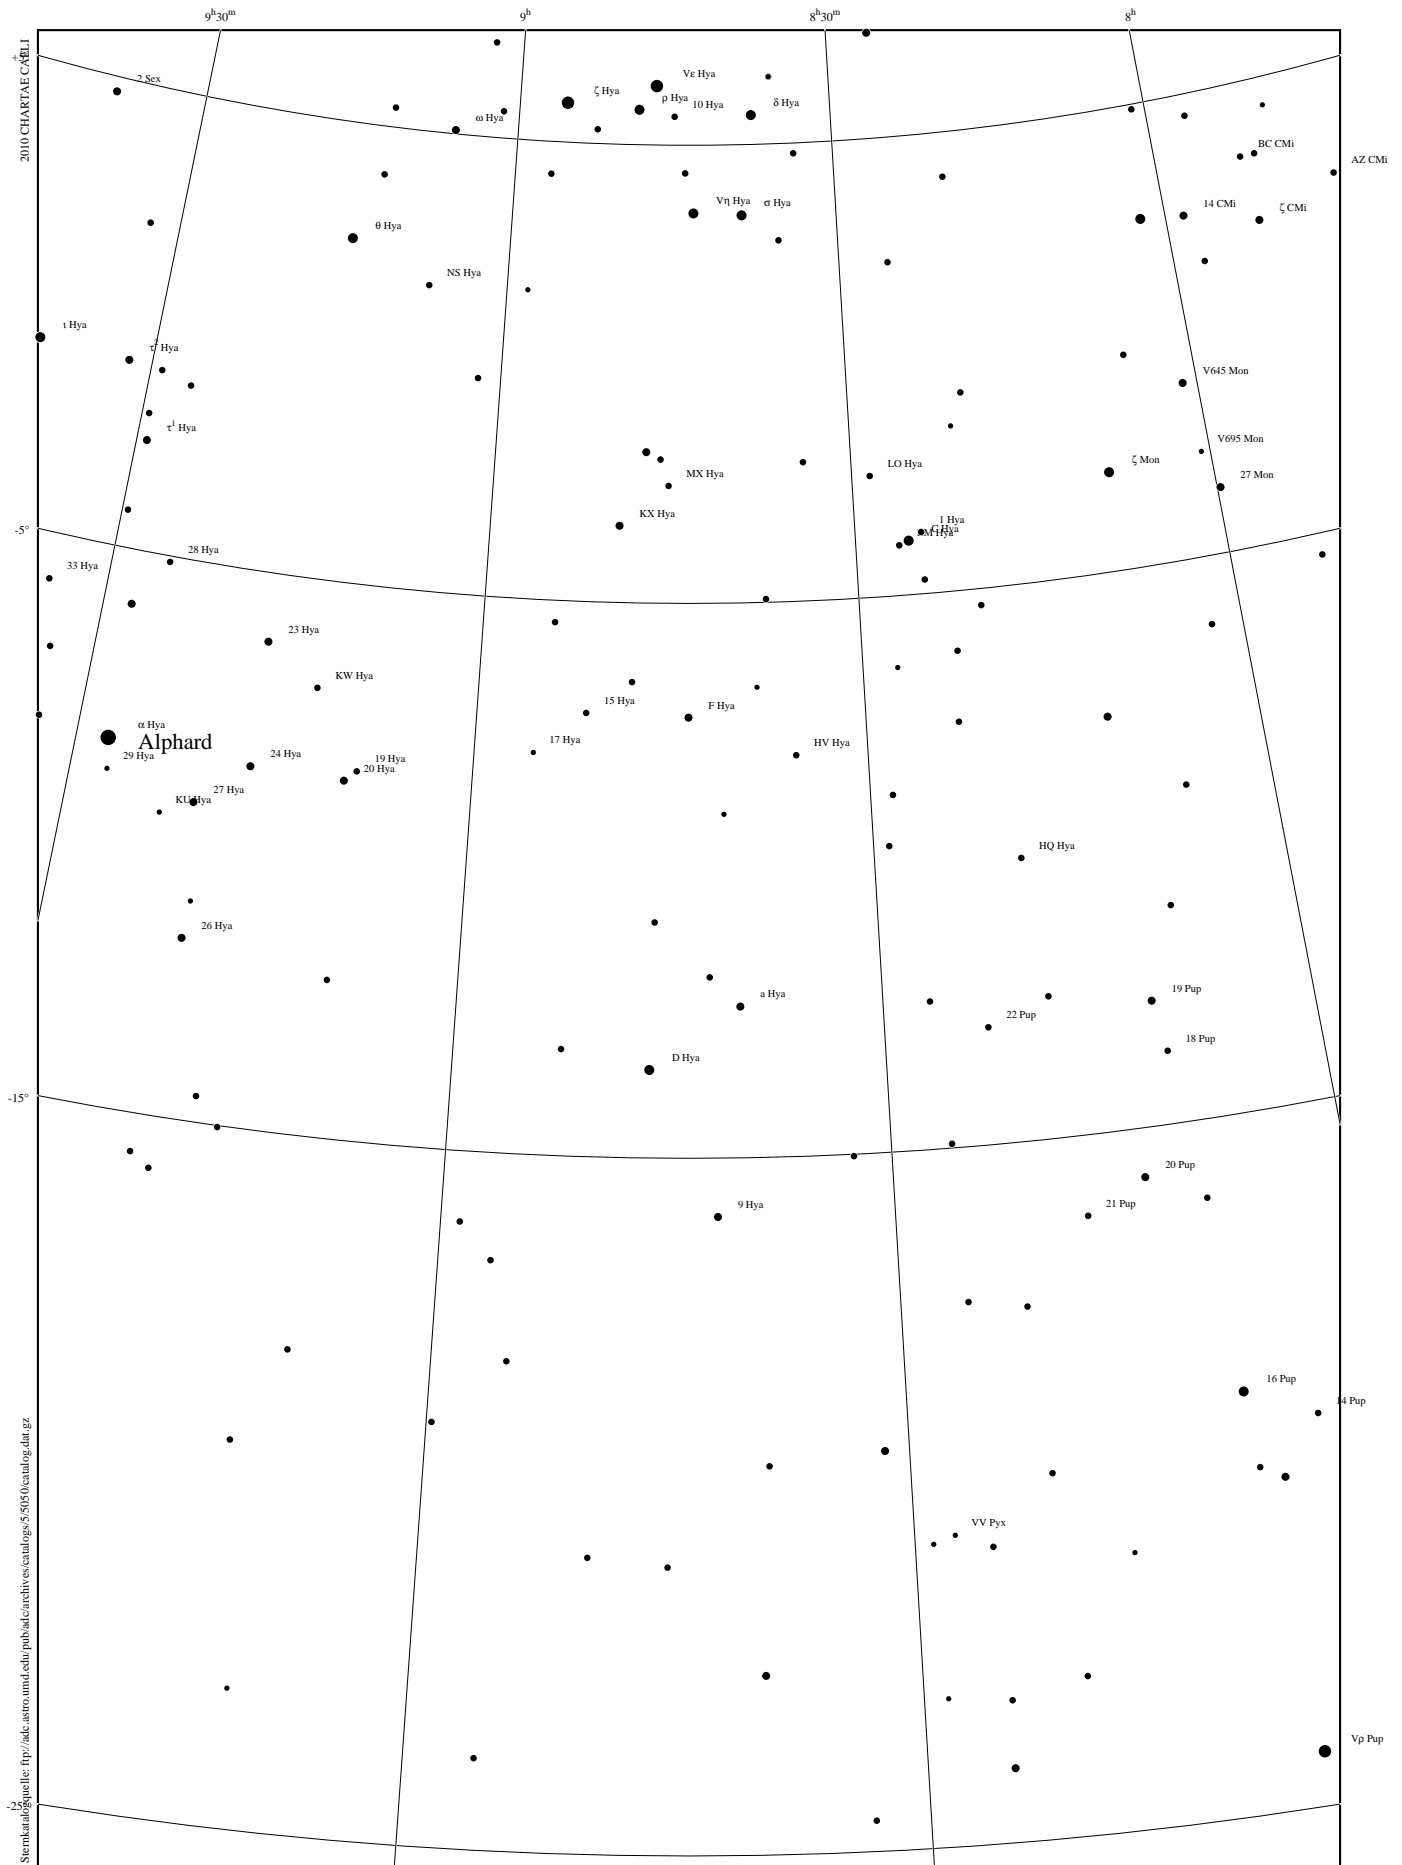 9h30m
9h
8h30m
8h
+5°
2010 CHARTAE CAELI
2 Sex
Vε Hya
ζ Hya
ρ Hya
10 Hya
δ Hya
ω Hya
BC CMi
AZ CMi
Vη Hya
σ Hya
14 CMi
ζ CMi
θ Hya
NS Hya
ι Hya
τ2 Hya
V645 Mon
τ1 Hya
V695 Mon
MX Hya
LO Hya
ζ Mon
27 Mon
KX Hya
1 Hya
C Hya
-5°
28 Hya
33 Hya
23 Hya
KW Hya
15 Hya
F Hya
α Hya
Alphard
17 Hya
HV Hya
29 Hya
24 Hya
19 Hya
20 Hya
27 Hya
KU Hya
HQ Hya
26 Hya
a Hya
19 Pup
22 Pup
18 Pup
D Hya
-15°
20 Pup
9 Hya
21 Pup
16 Pup
14 Pup
VV Pyx
Vρ Pup
-25°
Sternkatalogquelle: ftp://adc.astro.umd.edu/pub/adc/archives/catalogs/5/5050/catalog.dat.gz